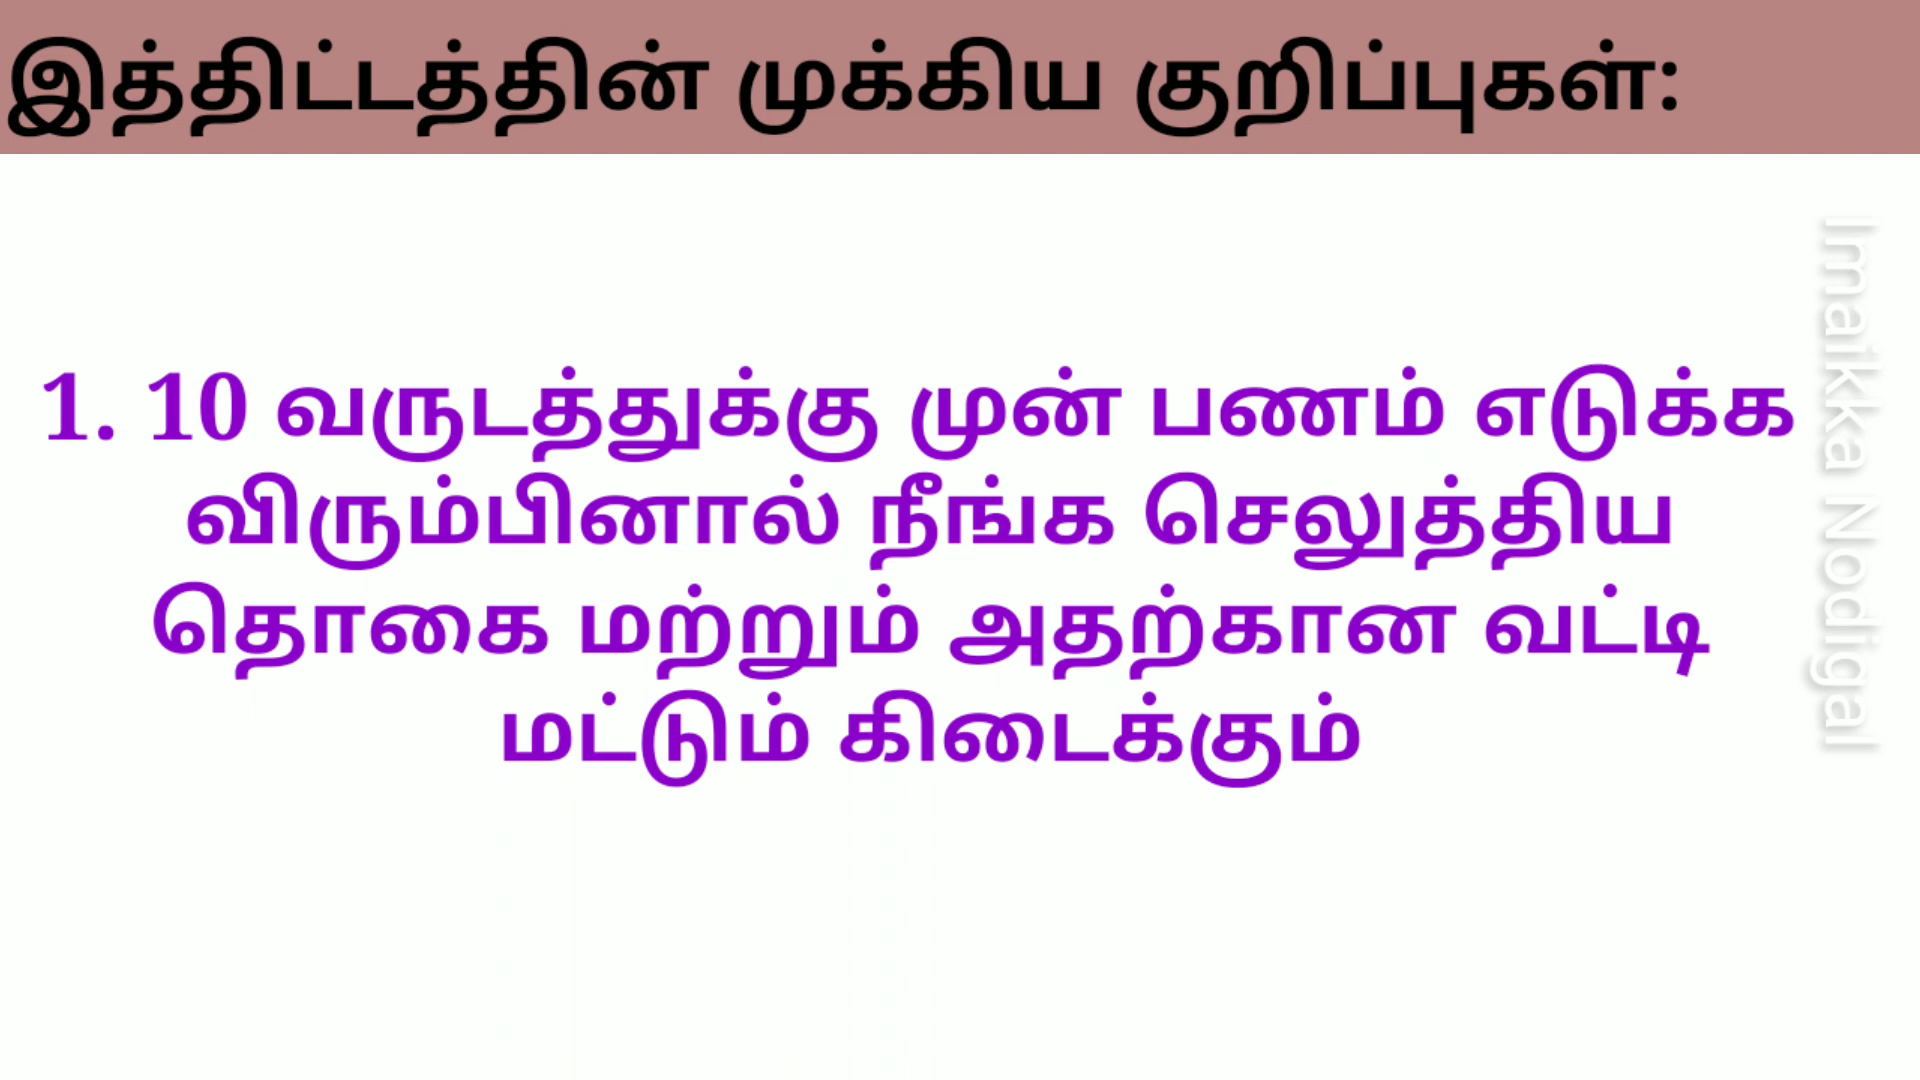 இத்திட்டத்தின் முக்கிய குறிப்புகள்:
1. 10 வருடத்துக்கு முன் பணம் எடுக்க
விரும்பினால் நீங்க செலுத்திய
தொகை மற்றும் அதற்கான வட்டி
மட்டும் கிடைக்கும்
Imaikka Nodigal